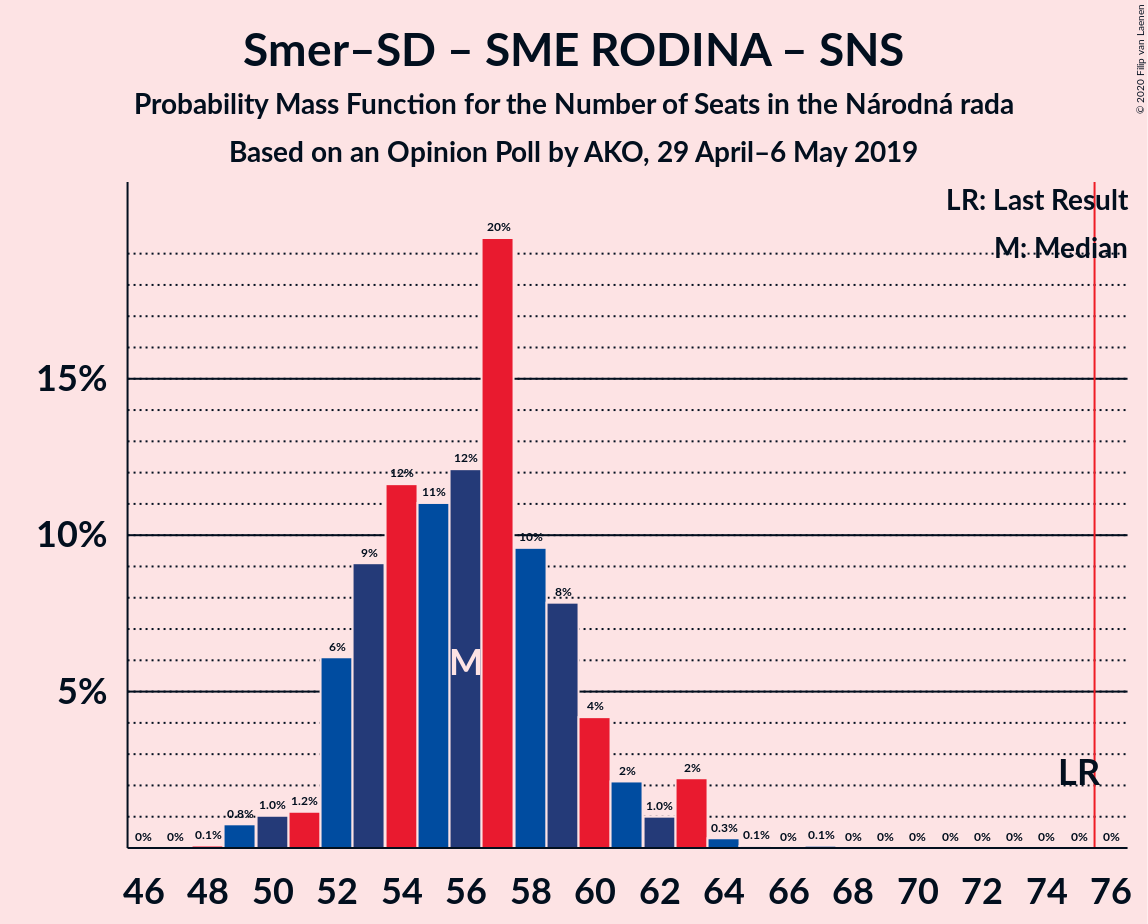 Smer–SD – SME RODINA – SNS
Probability Mass Function for the Number of Seats in the Národná rada
Based on an Opinion Poll by AKO, 29 April–6 May 2019
© 2020 Filip van Laenen
LR: Last Result
M: Median
15%
10%
5%
0% 0% 0.1% 0.8% 1.0% 1.2% 6% 9% 12% 11% 12% 20% 10% 8% 4% 2% 1.0% 2% 0.3% 0.1% 0% 0.1% 0% 0% 0% 0% 0% 0% 0% 0% 0%
M
LR
46 48 50 52 54 56 58 60 62 64 66 68 70 72 74 76